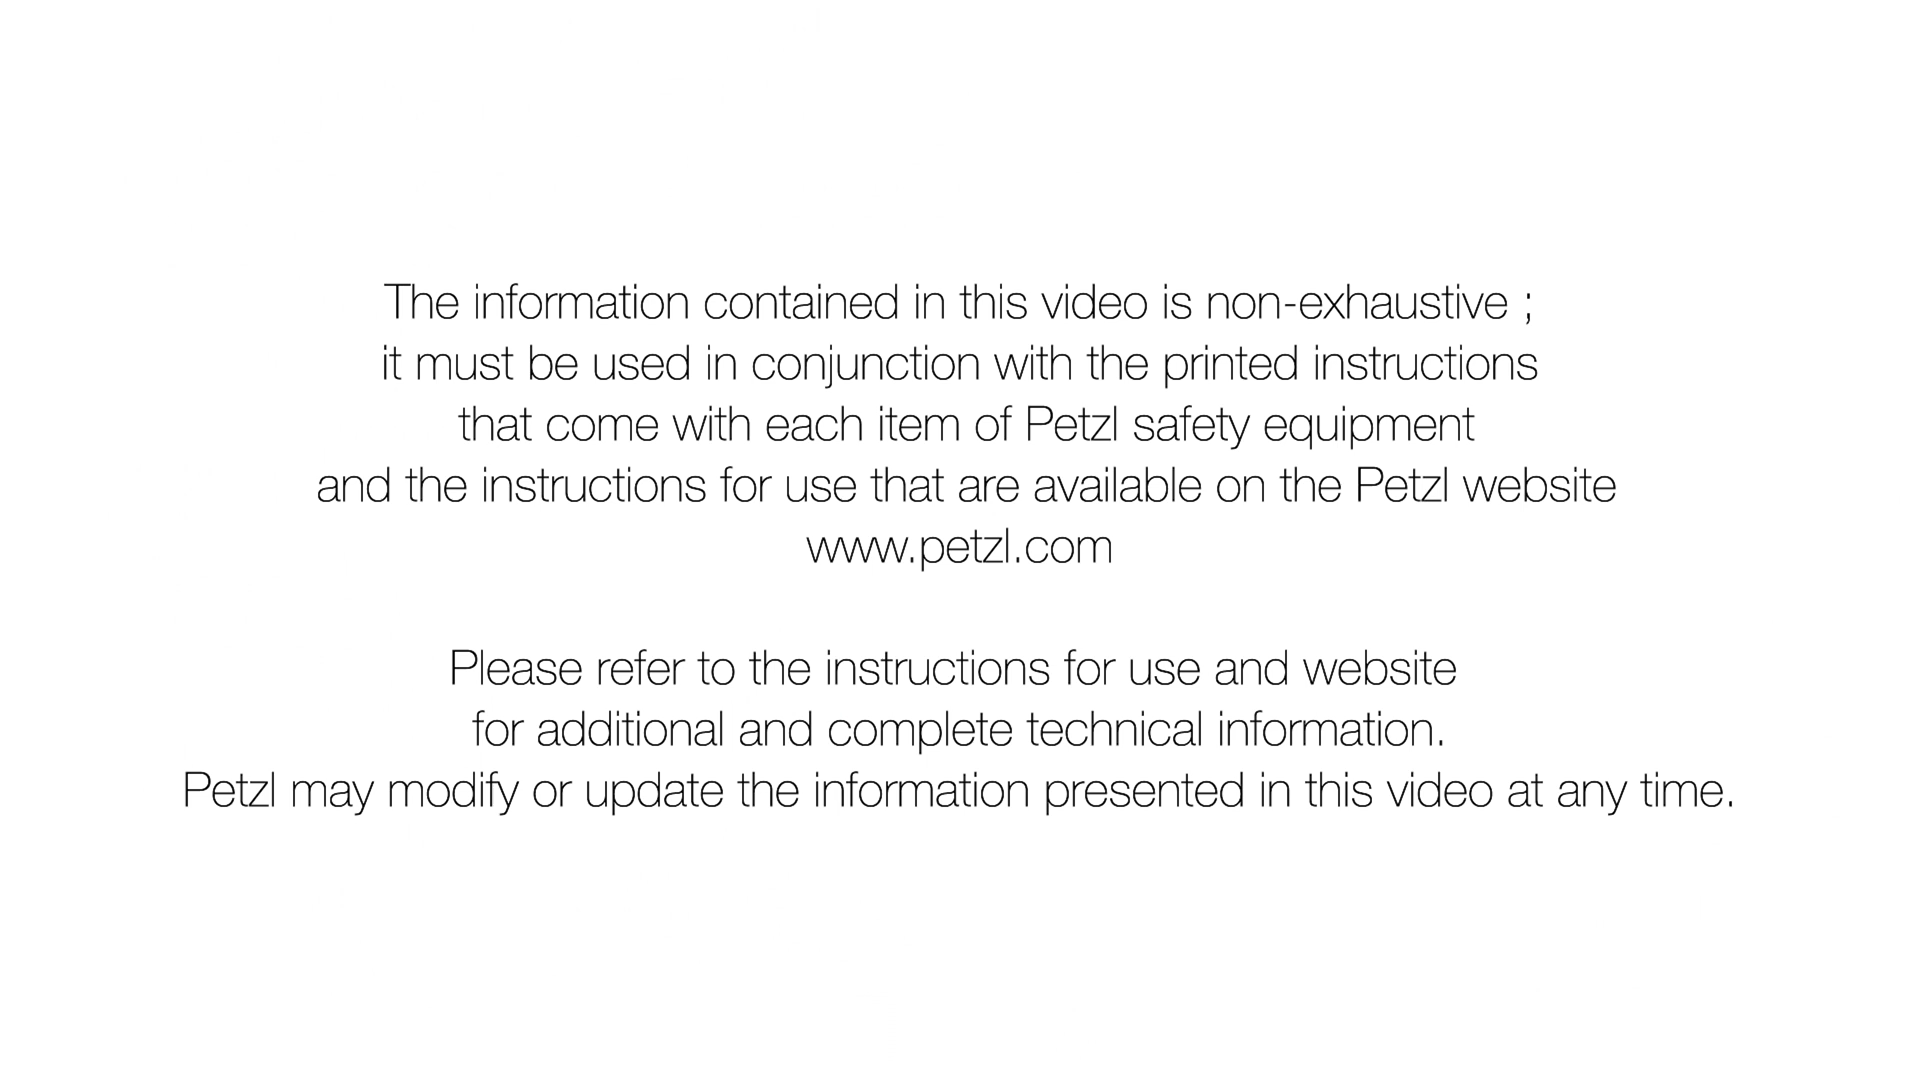 The information contained in this video is non-exhaustive ;
it must be used in conjunction with the printed instructions
that come with each item of Petzl safety equipment
and the instructions for use that are available on the Petzl website
www.petzl.com
Please refer to the instructions for use and website
for additional and complete technical information.
Petzl may modify or update the information presented in this video at any time.